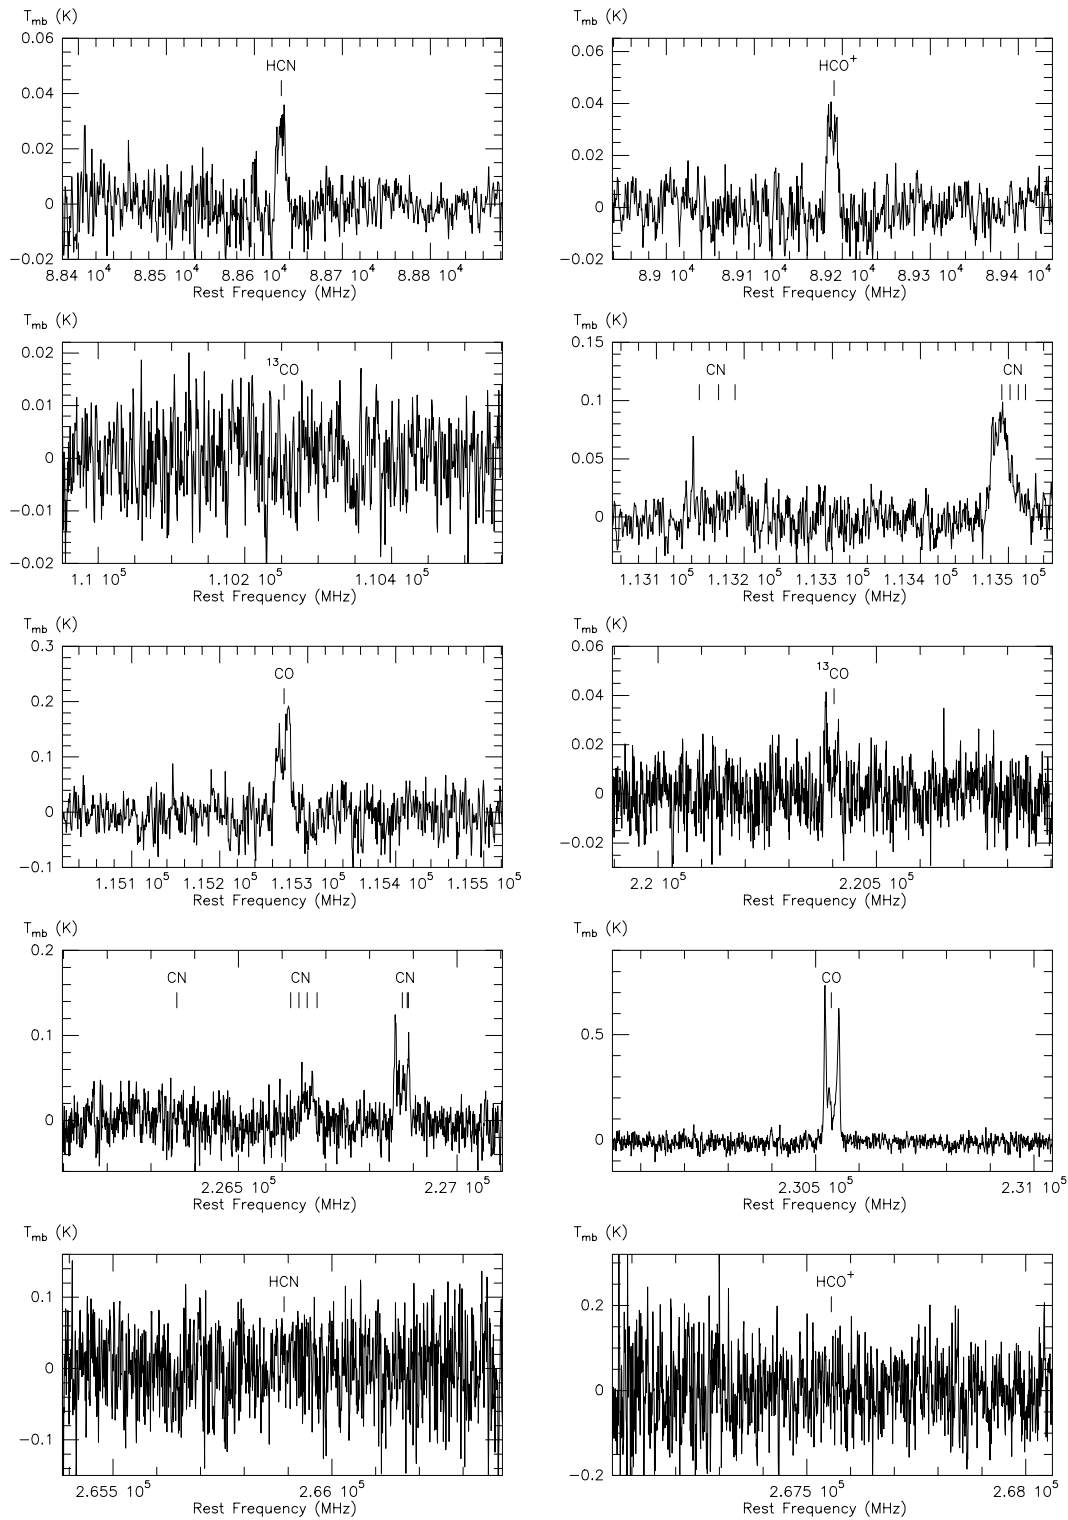 T_mb (K)
0.06
0.04
0.02
0
−0.02
HCN
8.84 10^4 8.85 10^4 8.86 10^4 8.87 10^4 8.88 10^4
Rest Frequency (MHz)
T_mb (K)
0.06
0.04
0.02
0
−0.02
HCO^+
8.9 10^4 8.91 10^4 8.92 10^4 8.93 10^4 8.94 10^4
Rest Frequency (MHz)
T_mb (K)
0.02
0.01
0
−0.01
−0.02
^13CO
1.1 10^5 1.102 10^5 1.104 10^5
Rest Frequency (MHz)
T_mb (K)
0.15
0.1
0.05
0
CN CN
1.131 10^5 1.132 10^5 1.133 10^5 1.134 10^5 1.135 10^5
Rest Frequency (MHz)
T_mb (K)
0.3
0.2
0.1
0
−0.1
CO
1.151 10^5 1.152 10^5 1.153 10^5 1.154 10^5 1.155 10^5
Rest Frequency (MHz)
T_mb (K)
0.06
0.04
0.02
0
−0.02
^13CO
2.2 10^5 2.205 10^5
Rest Frequency (MHz)
T_mb (K)
0.2
0.1
0
CN CN CN
2.265 10^5 2.27 10^5
Rest Frequency (MHz)
T_mb (K)
0.5
0
CO
2.305 10^5 2.31 10^5
Rest Frequency (MHz)
T_mb (K)
0.1
0
−0.1
HCN
2.655 10^5 2.66 10^5
Rest Frequency (MHz)
T_mb (K)
0.2
0
−0.2
HCO^+
2.675 10^5 2.68 10^5
Rest Frequency (MHz)